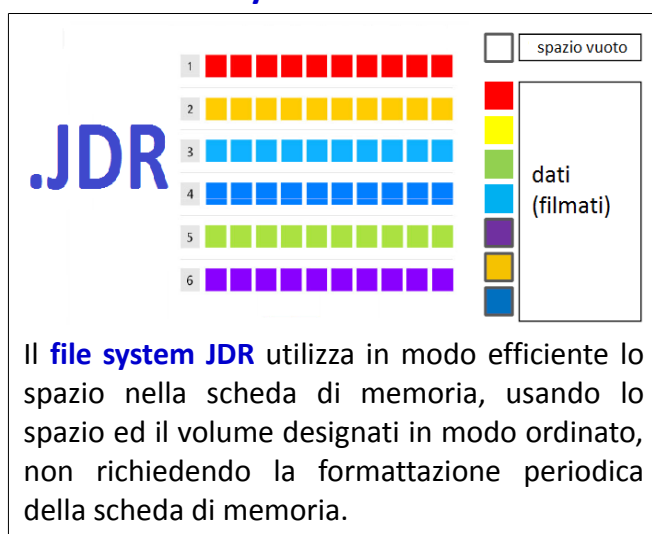 .JDR
1
2
3
4
5
6
spazio vuoto
dati
(filmati)
Il file system JDR utilizza in modo efficiente lo
spazio nella scheda di memoria, usando lo
spazio ed il volume designati in modo ordinato,
non richiedendo la formattazione periodica
della scheda di memoria.